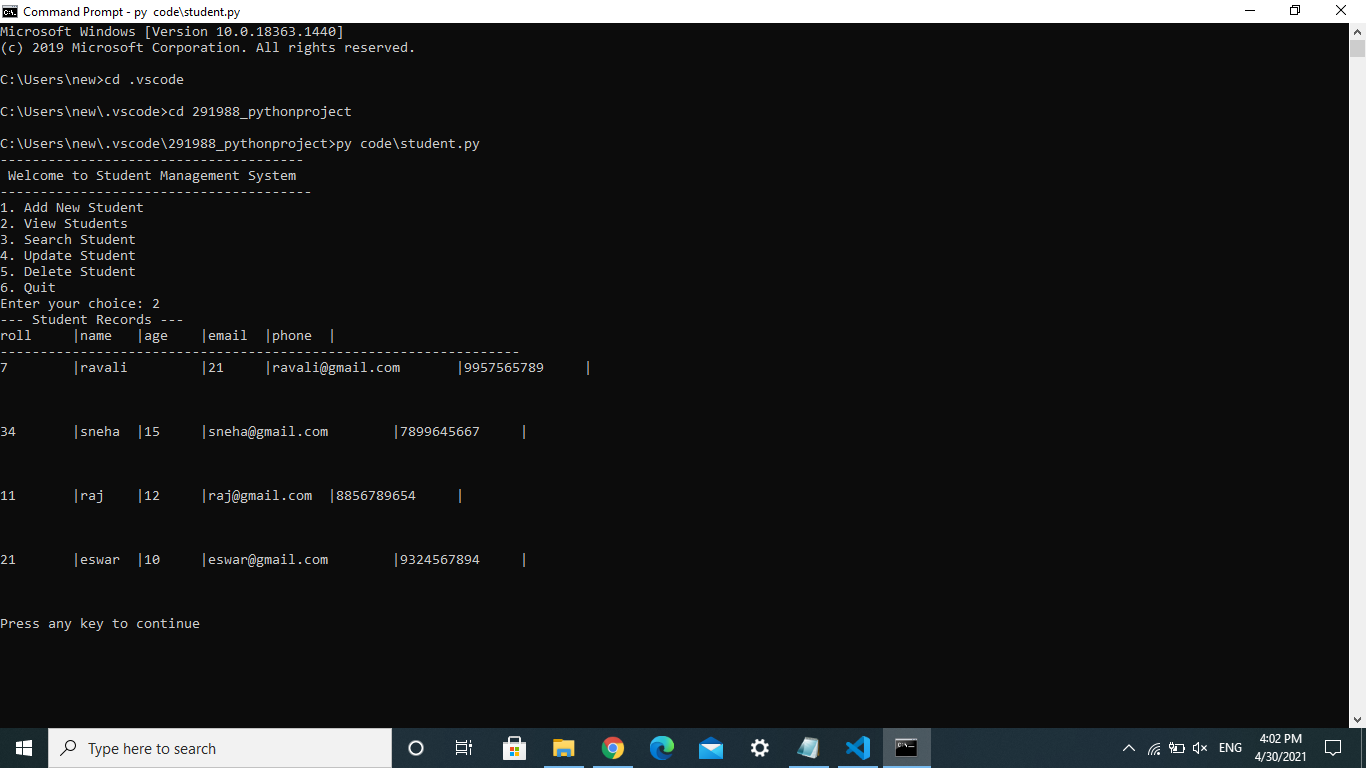 Command Prompt - py  code\student.py
Microsoft Windows [Version 10.0.18363.1440]
(c) 2019 Microsoft Corporation. All rights reserved.
C:\Users\new>cd .vscode
C:\Users\new\.vscode>cd 291988_pythonproject
C:\Users\new\.vscode\291988_pythonproject>py code\student.py
--------------------------------------
 Welcome to Student Management System
---------------------------------------
1. Add New Student
2. View Students
3. Search Student
4. Update Student
5. Delete Student
6. Quit
Enter your choice: 2
--- Student Records ---
roll     |name   |age    |email  |phone  |
-----------------------------------------------------------------
7        |ravali         |21     |ravali@gmail.com       |9957565789     |
34       |sneha  |15     |sneha@gmail.com        |7899645667     |
11       |raj    |12     |raj@gmail.com  |8856789654     |
21       |eswar  |10     |eswar@gmail.com        |9324567894     |
Press any key to continue
Type here to search
ENG
4:02 PM
4/30/2021